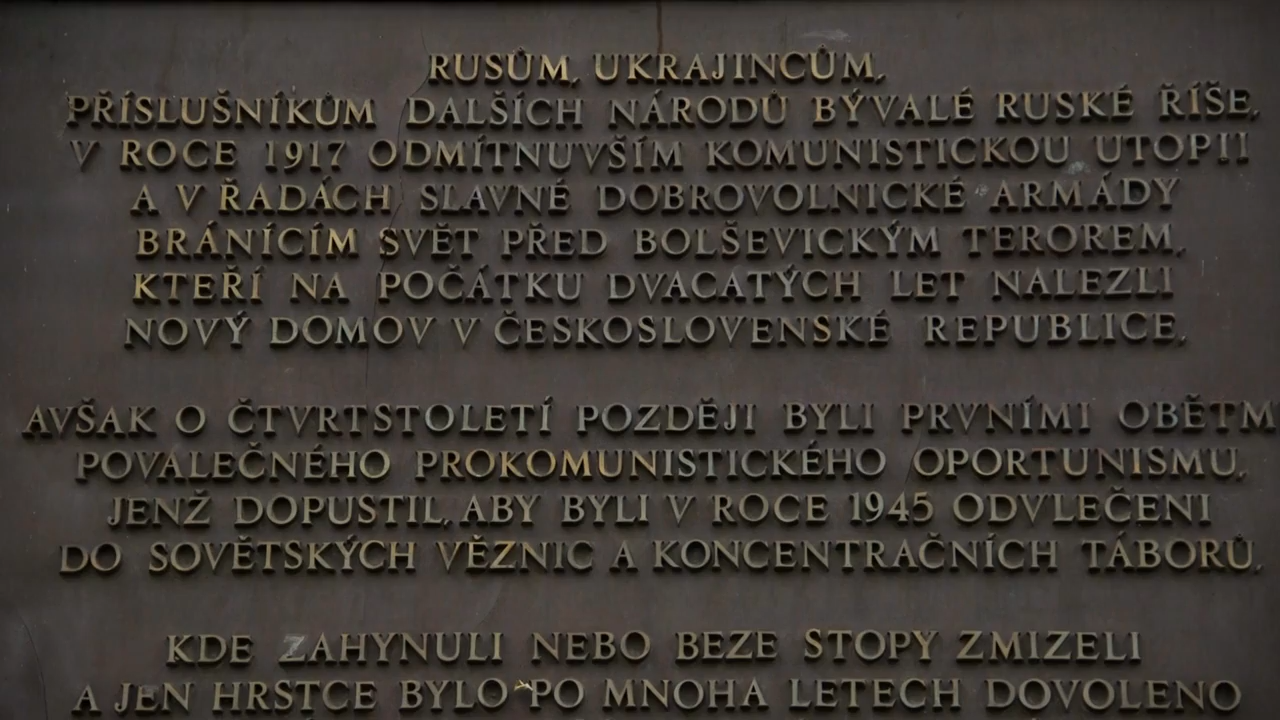 RUSŮM, UKRAJINCŮM,
PŘÍSLUŠNÍKŮM DALŠÍCH NÁRODŮ BÝVALÉ RUSKÉ ŘÍŠE,
V ROCE 1917 ODMÍTNUVŠÍM KOMUNISTICKOU UTOPII
A V ŘADÁCH SLAVNÉ DOBROVOLNICKÉ ARMÁDY
BRÁNÍCÍM SVĚT PŘED BOLŠEVICKÝM TEROREM,
KTEŘÍ NA POČÁTKU DVACÁTÝCH LET NALEZLI
NOVÝ DOMOV V ČESKOSLOVENSKÉ REPUBLICE,
AVŠAK O ČTVRTSTOLETÍ POZDĚJI BYLI PRVNÍMI OBĚTM
POVÁLEČNÉHO PROKOMUNISTICKÉHO OPORTUNISMU,
JENŽ DOPUSTIL, ABY BYLI V ROCE 1945 ODVLEČENI
DO SOVĚTSKÝCH VĚZNIC A KONCENTRAČNÍCH TÁBORŮ,
KDE ZAHYNULI NEBO BEZE STOPY ZMIZELI
A JEN HRSTCE BYLO PO MNOHA LETECH DOVOLENO